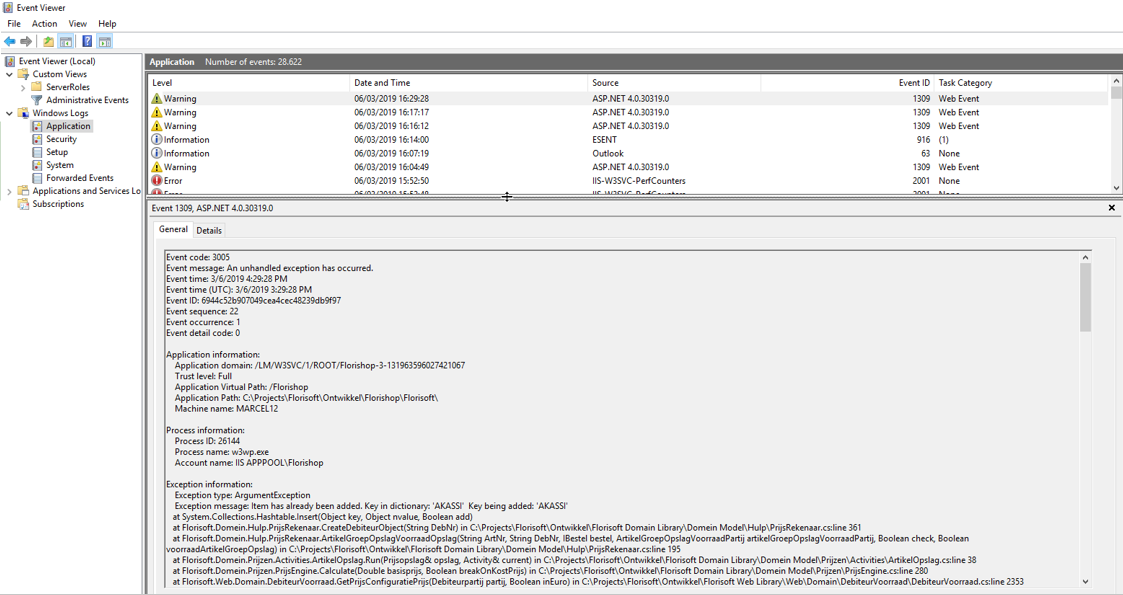 Event Viewer
File Action View Help
Event Viewer (Local)
Custom Views
ServerRoles
Administrative Events
Windows Logs
Application
Security
Setup
System
Forwarded Events
Applications and Services Lo
Subscriptions
Application Number of events: 28.622
Level Date and Time Source Event ID Task Category
Warning 06/03/2019 16:29:28 ASP.NET 4.0.30319.0 1309 Web Event
Warning 06/03/2019 16:17:17 ASP.NET 4.0.30319.0 1309 Web Event
Warning 06/03/2019 16:16:12 ASP.NET 4.0.30319.0 1309 Web Event
Information 06/03/2019 16:14:00 ESENT 916 (1)
Information 06/03/2019 16:07:19 Outlook 63 None
Warning 06/03/2019 16:04:49 ASP.NET 4.0.30319.0 1309 Web Event
Error 06/03/2019 15:52:50 IIS-W3SVC-PerfCounters 2001 None
Event 1309, ASP.NET 4.0.30319.0
General Details
Event code: 3005
Event message: An unhandled exception has occurred.
Event time: 3/6/2019 4:29:28 PM
Event time (UTC): 3/6/2019 3:29:28 PM
Event ID: 6944c52b907049cea4cec48239db9f97
Event sequence: 22
Event occurrence: 1
Event detail code: 0
Application information:
Application domain: /LM/W3SVC/1/ROOT/Florishop-3-131963596027421067
Trust level: Full
Application Virtual Path: /Florishop
Application Path: C:\Projects\Florisoft\Ontwikkel\Florishop\Florisoft\
Machine name: MARCEL12
Process information:
Process ID: 26144
Process name: w3wp.exe
Account name: IIS APPPOOL\Florishop
Exception information:
Exception type: ArgumentException
Exception message: Item has already been added. Key in dictionary: 'AKASSI' Key being added: 'AKASSI'
at System.Collections.Hashtable.Insert(Object key, Object nvalue, Boolean add)
at Florisoft.Domein.Hulp.PrijsRekenaar.CreateDebiteurObject(String DebNr) in C:\Projects\Florisoft\Ontwikkel\Florisoft Domain Library\Domein Model\Hulp\PrijsRekenaar.cs:line 361
at Florisoft.Domein.Hulp.PrijsRekenaar.ArtikelGroepOpslagVoorraadPartij(String ArtNr, String DebNr, IBestel bestel, ArtikelGroepOpslagVoorraadPartij artikelGroepOpslagVoorraadPartij, Boolean check, Boolean
voorraadArtikelGroepOpslag) in C:\Projects\Florisoft\Ontwikkel\Florisoft Domain Library\Domein Model\Hulp\PrijsRekenaar.cs:line 195
at Florisoft.Domein.Prijzen.Activities.ArtikelOpslag.Run(Prijsopslag& opslag, Activity& current) in C:\Projects\Florisoft\Ontwikkel\Florisoft Domain Library\Domein Model\Prijzen\Activities\ArtikelOpslag.cs:line 38
at Florisoft.Domein.Prijzen.PrijsEngine.Calculate(Double basisprijs, Boolean breakOnKostPrijs) in C:\Projects\Florisoft\Ontwikkel\Florisoft Domain Library\Domein Model\Prijzen\PrijsEngine.cs:line 280
at Florisoft.Web.Domain.DebiteurVoorraad.GetPrijsConfiguratiePrijs(Debiteurpartij partij, Boolean inEuro) in C:\Projects\Florisoft\Ontwikkel\Florisoft Web Library\Web\Domain\DebiteurVoorraad\DebiteurVoorraad.cs:line 2353